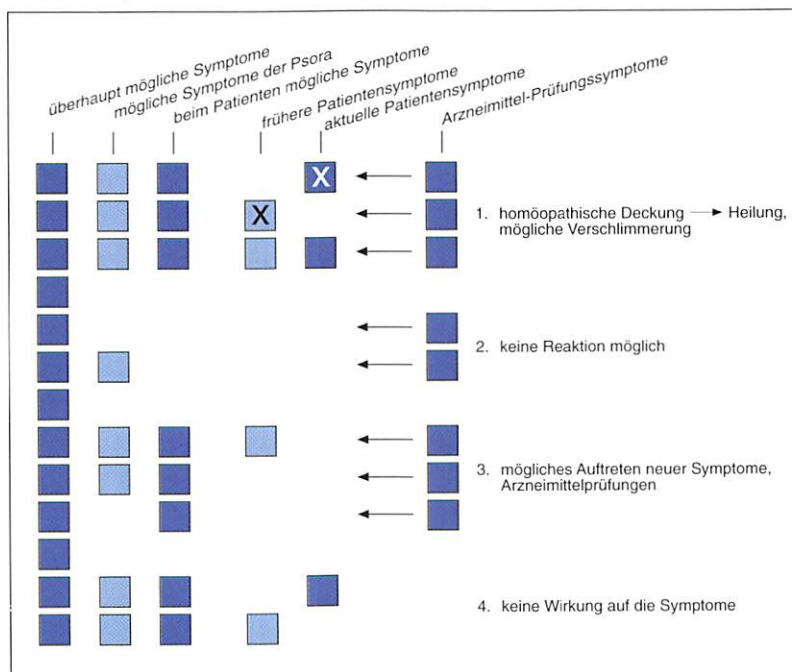 überhaupt mögliche Symptome
mögliche Symptome der Psora
beim Patienten mögliche Symptome
frühere Patientensymptome
aktuelle Patientensymptome
Arzneimittel-Prüfungssymptome
X
X
1. homöopathische Deckung → Heilung,
mögliche Verschlimmerung
2. keine Reaktion möglich
3. mögliches Auftreten neuer Symptome,
Arzneimittelprüfungen
4. keine Wirkung auf die Symptome